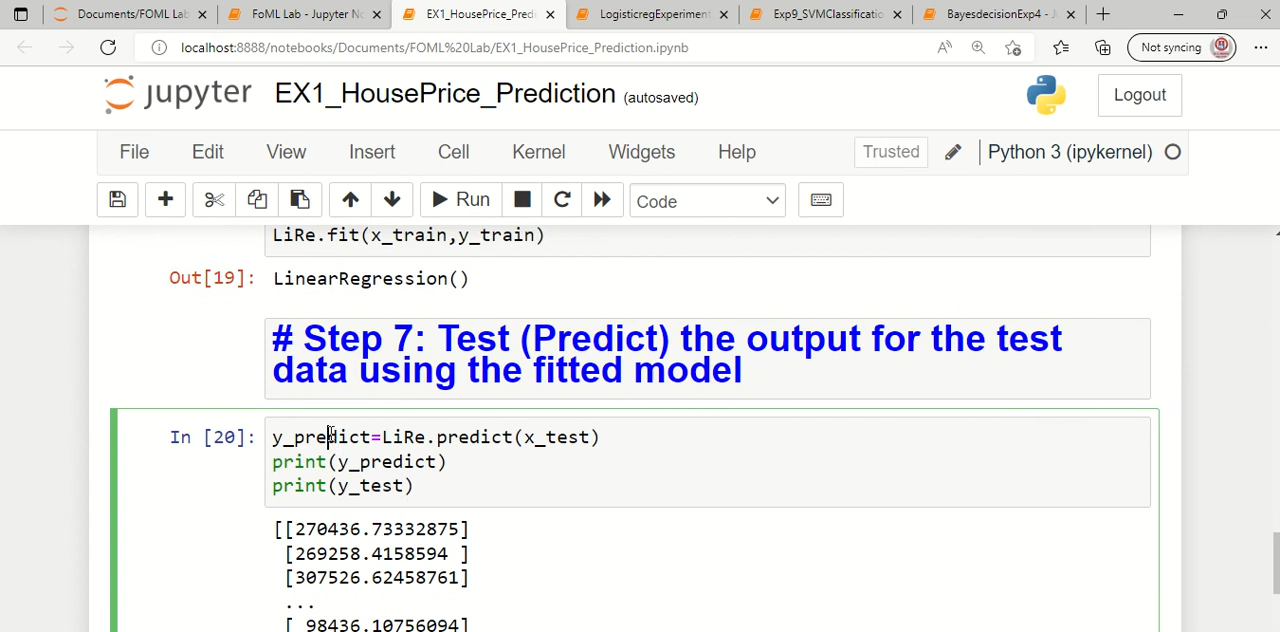 Documents/FOML Lab
FoML Lab - Jupyter No
EX1_HousePrice_Predi
LogisticregExperiment
Exp9_SVMClassificatio
BayesdecisionExp4 - J
localhost:8888/notebooks/Documents/FOML%20Lab/EX1_HousePrice_Prediction.ipynb
Not syncing
jupyter EX1_HousePrice_Prediction (autosaved)
Logout
File Edit View Insert Cell Kernel Widgets Help
Trusted
Python 3 (ipykernel)
Run
Code
LiRe.fit(x_train,y_train)
Out[19]: LinearRegression()
# Step 7: Test (Predict) the output for the test
data using the fitted model
In [20]: y_predict=LiRe.predict(x_test)
print(y_predict)
print(y_test)
[[270436.73332875]
[269258.4158594 ]
[307526.62458761]
...
[ 98436.10756094]